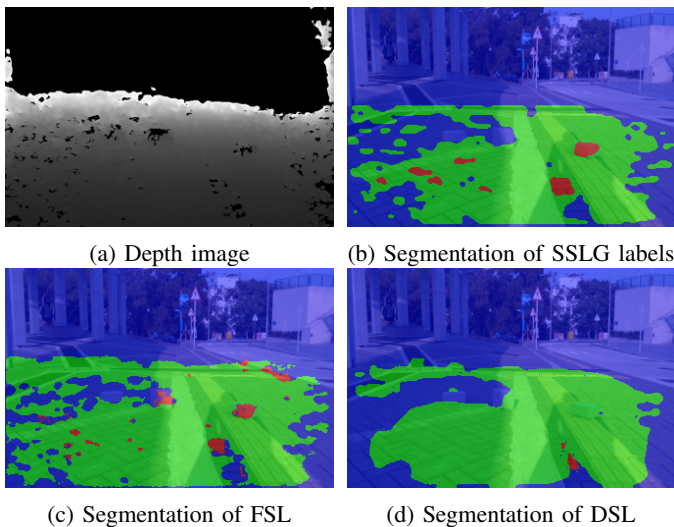 (a) Depth image
(b) Segmentation of SSLG labels
(c) Segmentation of FSL
(d) Segmentation of DSL